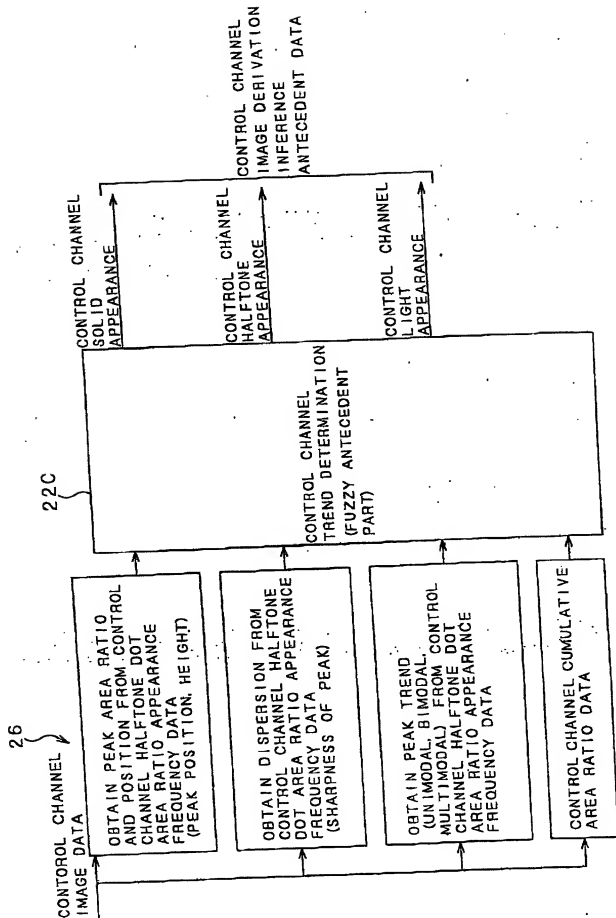 26
CONTOROL CHANNEL
IMAGE DATA
OBTAIN PEAK AREA RATIO
AND POSITION FROM CONTROL
CHANNEL HALFTONE DOT
AREA RATIO APPEARANCE
FREQUENCY DATA
(PEAK POSITION, HEIGHT)
OBTAIN DISPERSION FROM
CONTROL CHANNEL HALFTONE
DOT AREA RATIO APPEARANCE
FREQUENCY DATA
(SHARPNESS OF PEAK)
OBTAIN PEAK TREND
(UNIMODAL, BIMODAL,
MULTIMODAL) FROM CONTROL
CHANNEL HALFTONE DOT
AREA RATIO APPEARANCE
FREQUENCY DATA
CONTROL CHANNEL CUMULATIVE
AREA RATIO DATA
22C
CONTROL CHANNEL
TREND DETERMINATION
(FUZZY ANTECEDENT
PART)
CONTROL CHANNEL
SOLID
APPEARANCE
CONTROL CHANNEL
HALFTONE
APPEARANCE
CONTROL CHANNEL
LIGHT
APPEARANCE
CONTROL CHANNEL
IMAGE DERIVATION
INFERENCE
ANTECEDENT DATA